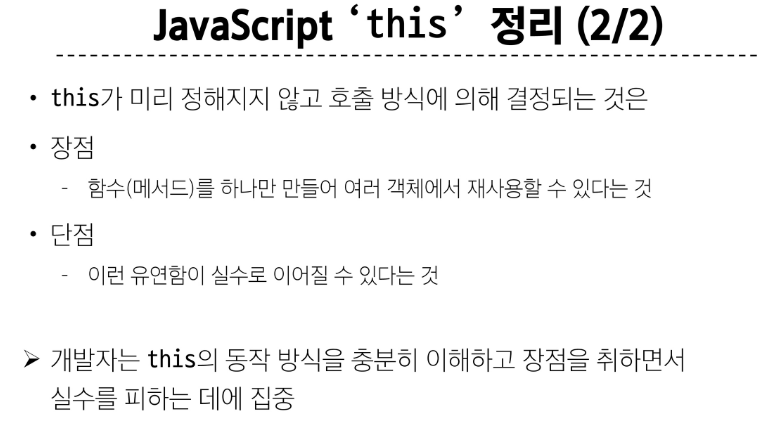 JavaScript ‘this’ 정리 (2/2)
• this가 미리 정해지지 않고 호출 방식에 의해 결정되는 것은
• 장점
- 함수(메서드)를 하나만 만들어 여러 객체에서 재사용할 수 있다는 것
• 단점
- 이런 유연함이 실수로 이어질 수 있다는 것
➢ 개발자는 this의 동작 방식을 충분히 이해하고 장점을 취하면서
실수를 피하는 데에 집중